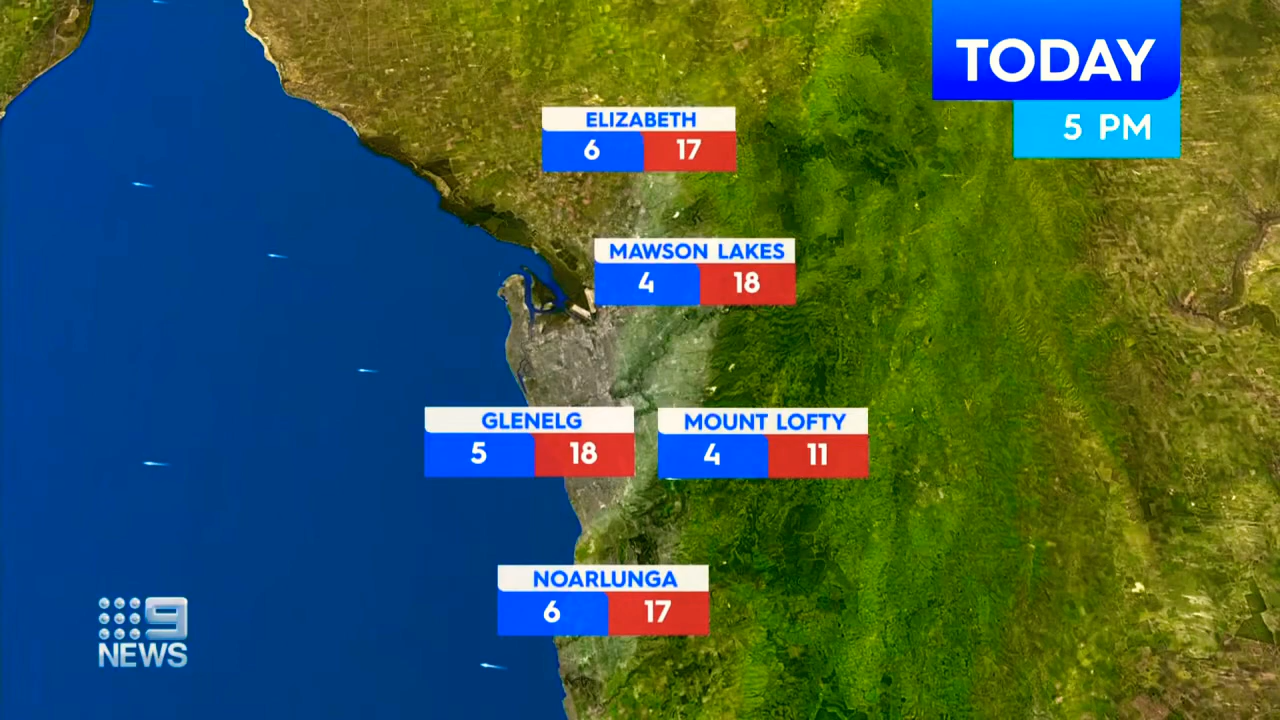 TODAY
5 PM
ELIZABETH
6 17
MAWSON LAKES
4 18
GLENELG
5 18
MOUNT LOFTY
4 11
NOARLUNGA
6 17
9
NEWS